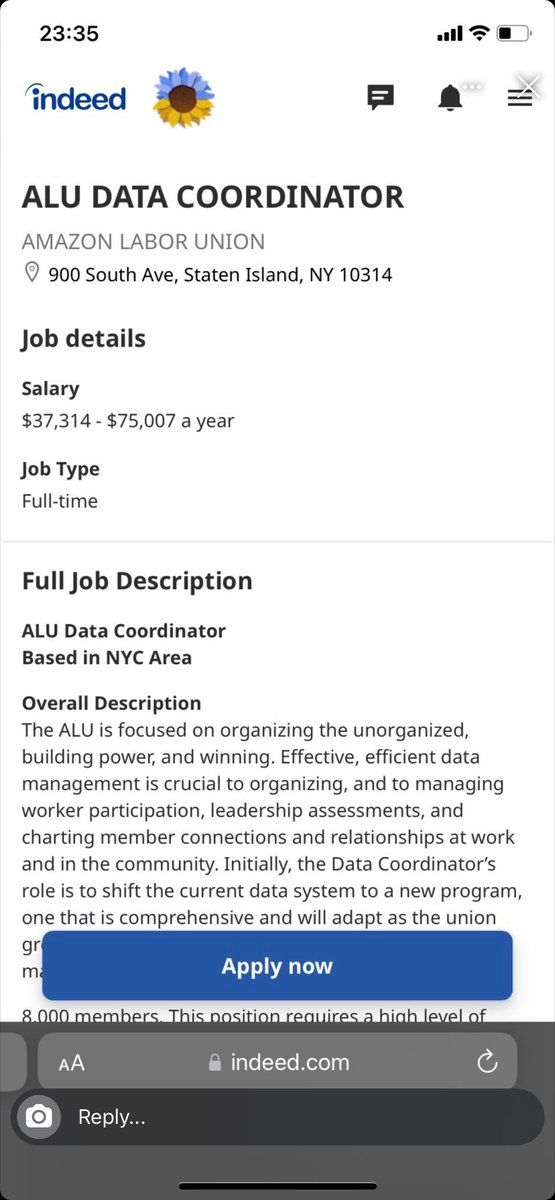 23:35
indeed
ALU DATA COORDINATOR
AMAZON LABOR UNION
900 South Ave, Staten Island, NY 10314
Job details
Salary
$37,314 - $75,007 a year
Job Type
Full-time
Full Job Description
ALU Data Coordinator
Based in NYC Area
Overall Description
The ALU is focused on organizing the unorganized,
building power, and winning. Effective, efficient data
management is crucial to organizing, and to managing
worker participation, leadership assessments, and
charting member connections and relationships at work
and in the community. Initially, the Data Coordinator’s
role is to shift the current data system to a new program,
one that is comprehensive and will adapt as the union
Apply now
8,000 members. This position requires a high level of
AA indeed.com
Reply...